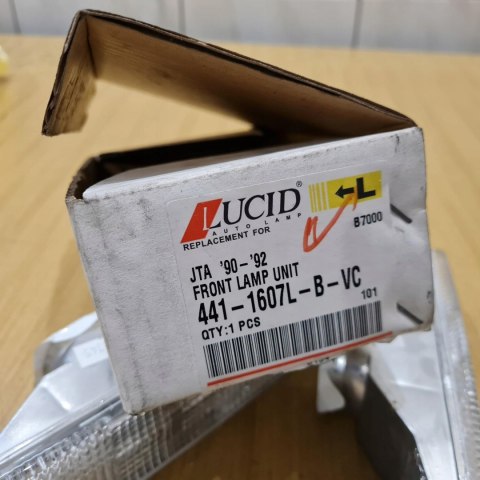 LUCID®
AUTO LAMP
REPLACEMENT FOR
L
B7000
JTA '90-'92
FRONT LAMP UNIT
441-1607L-B-VC
QTY:1 PCS
101